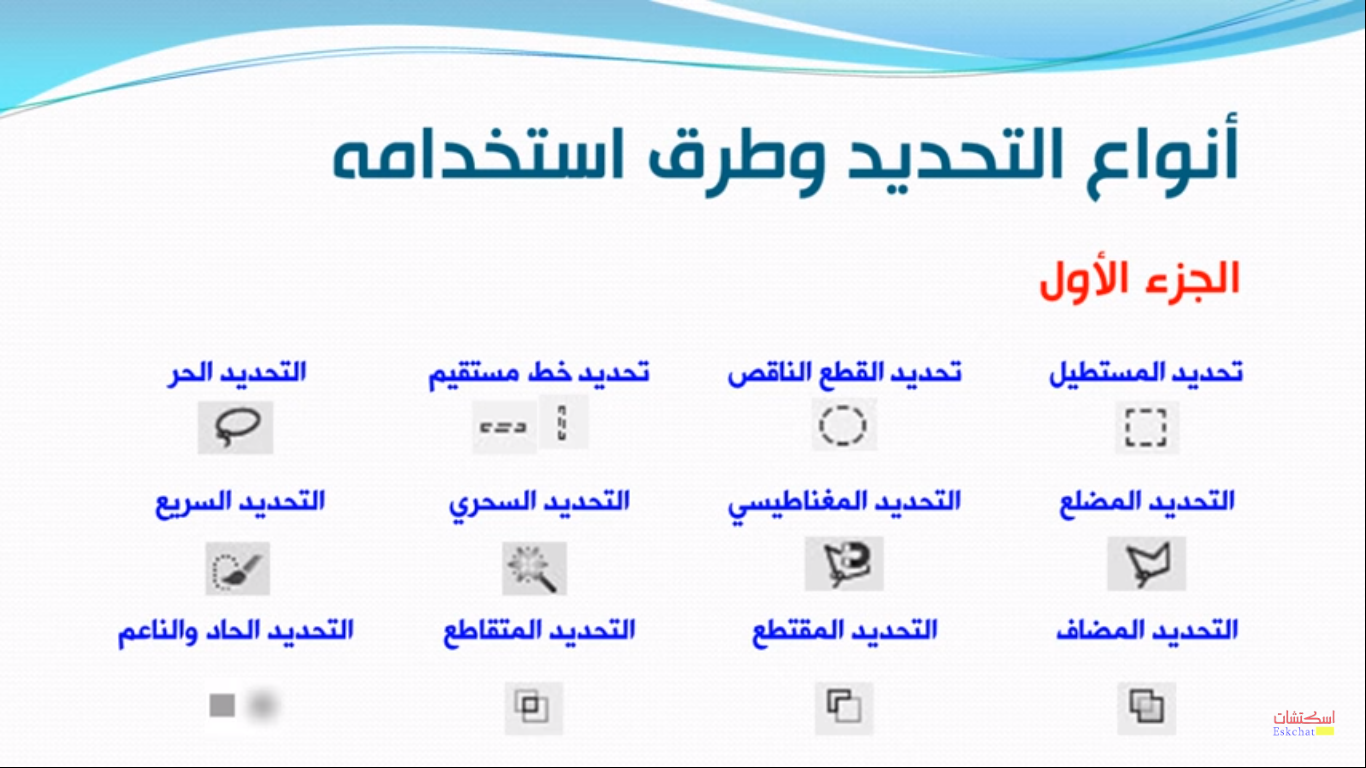 أنواع التحديد وطرق استخدامه
الجزء الأول
تحديد المستطيل تحديد القطع الناقص تحديد خط مستقيم التحديد الحر
التحديد المضلع التحديد المغناطيسي التحديد السحري التحديد السريع
التحديد المضاف التحديد المقتطع التحديد المتقاطع التحديد الحاد والناعم
اسكتشات
Eskchat